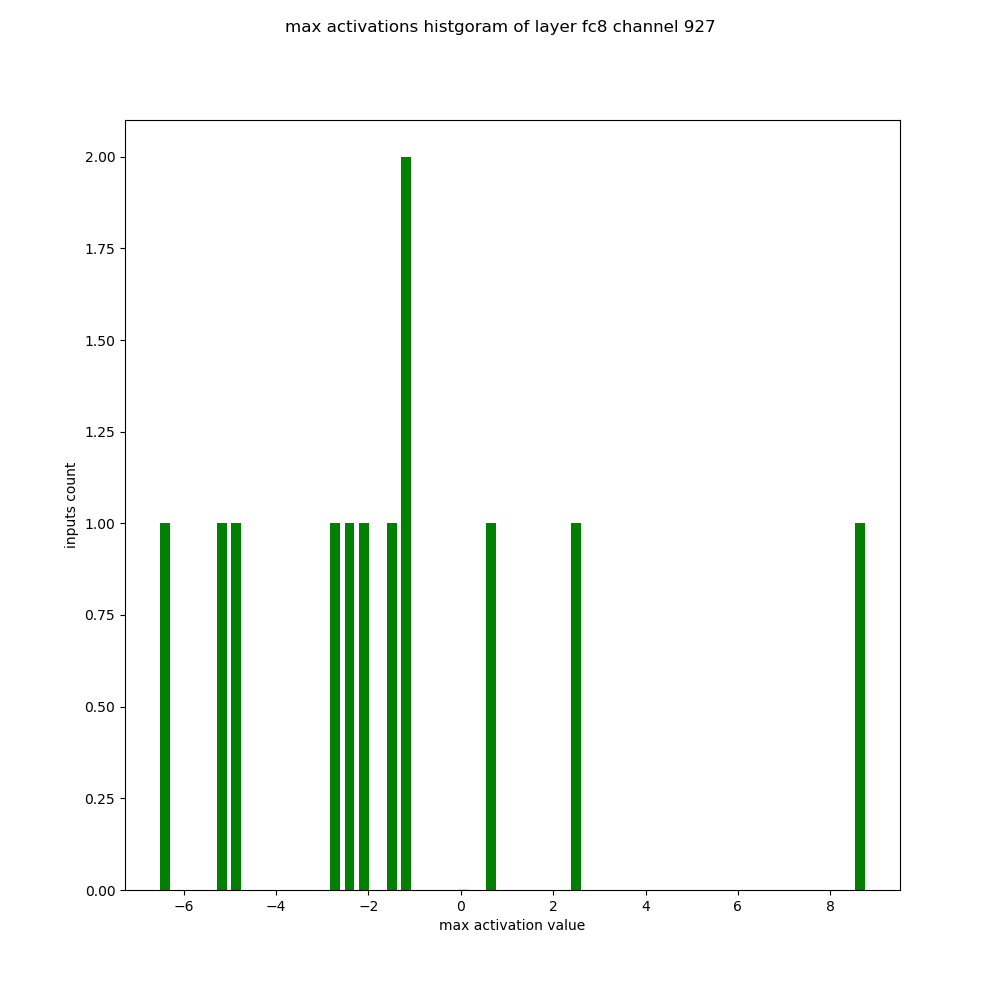 max activations histgoram of layer fc8 channel 927
2.00
1.75
1.50
1.25
1.00
0.75
0.50
0.25
0.00
inputs count
−6 −4 −2 0 2 4 6 8
max activation value